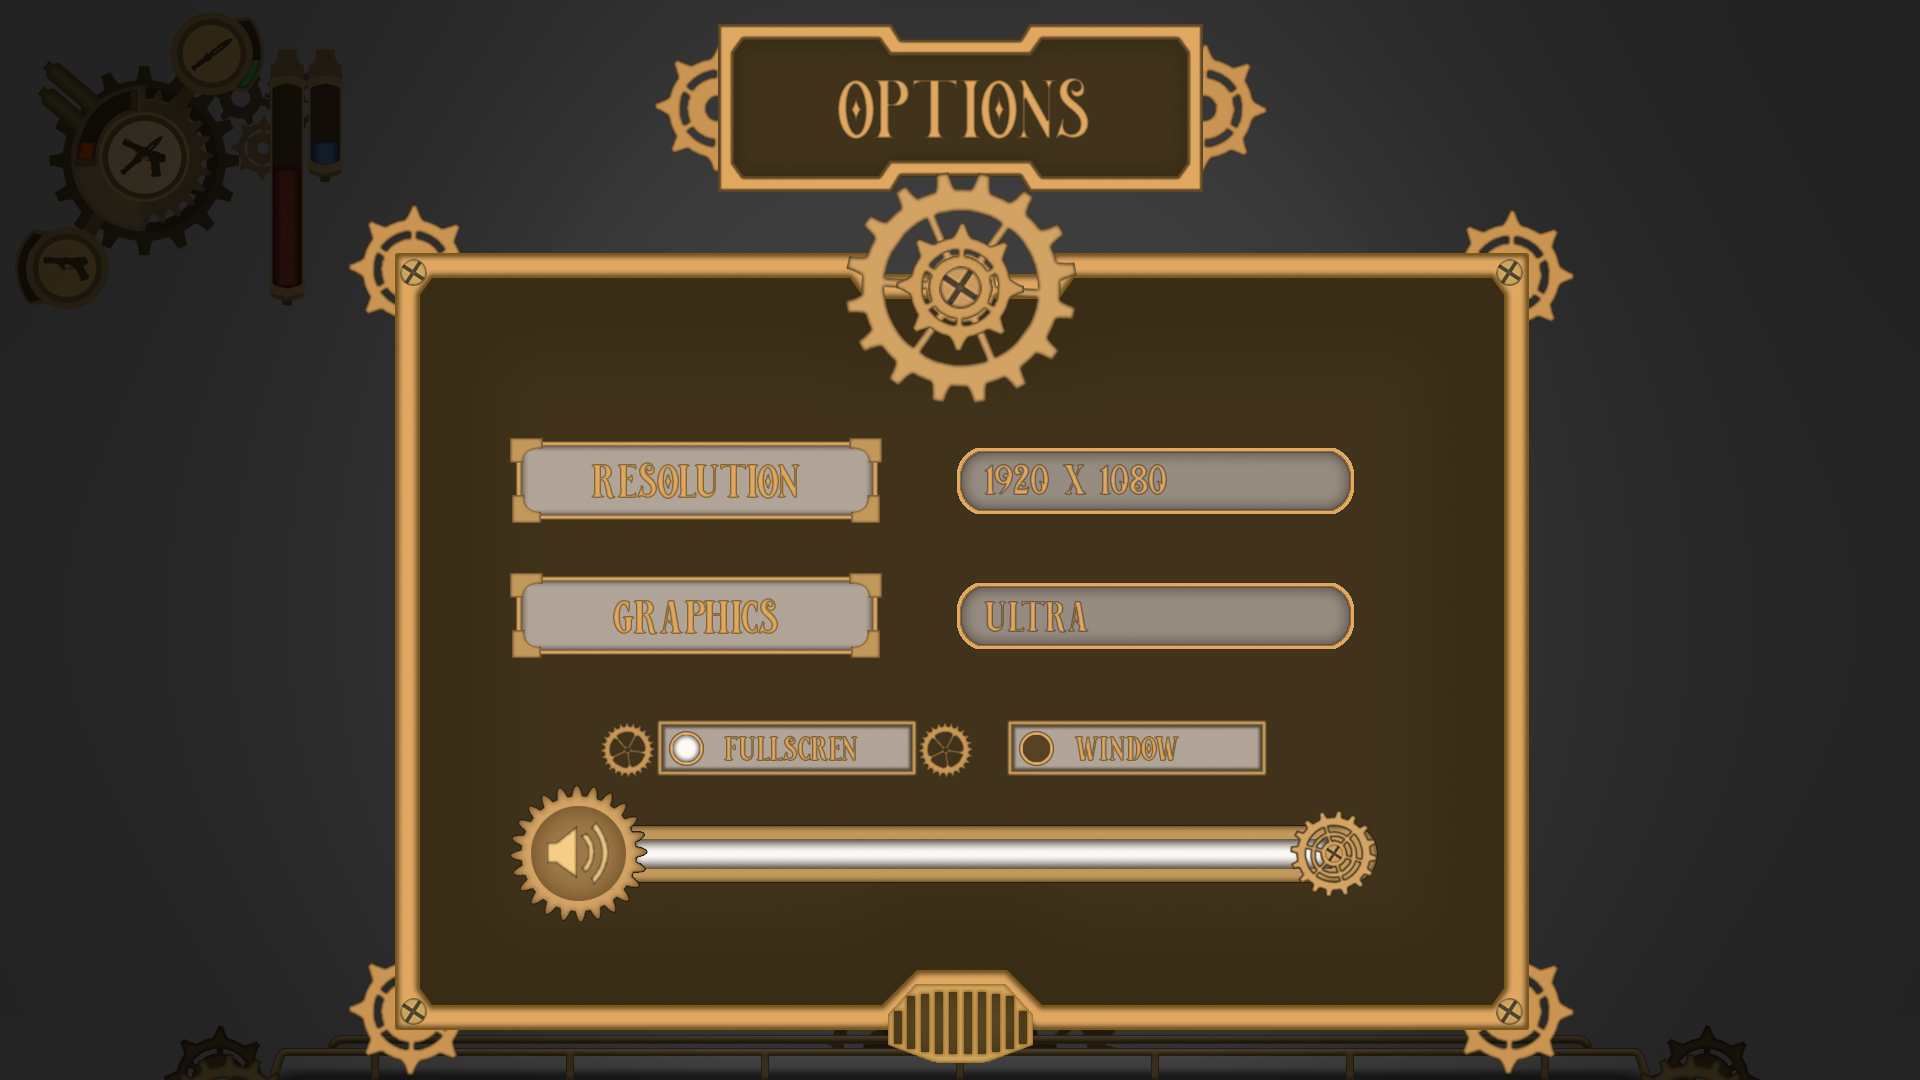 OPTIONS
RESOLUTION
1920 X 1080
GRAPHICS
ULTRA
FULLSCREN
WINDOW